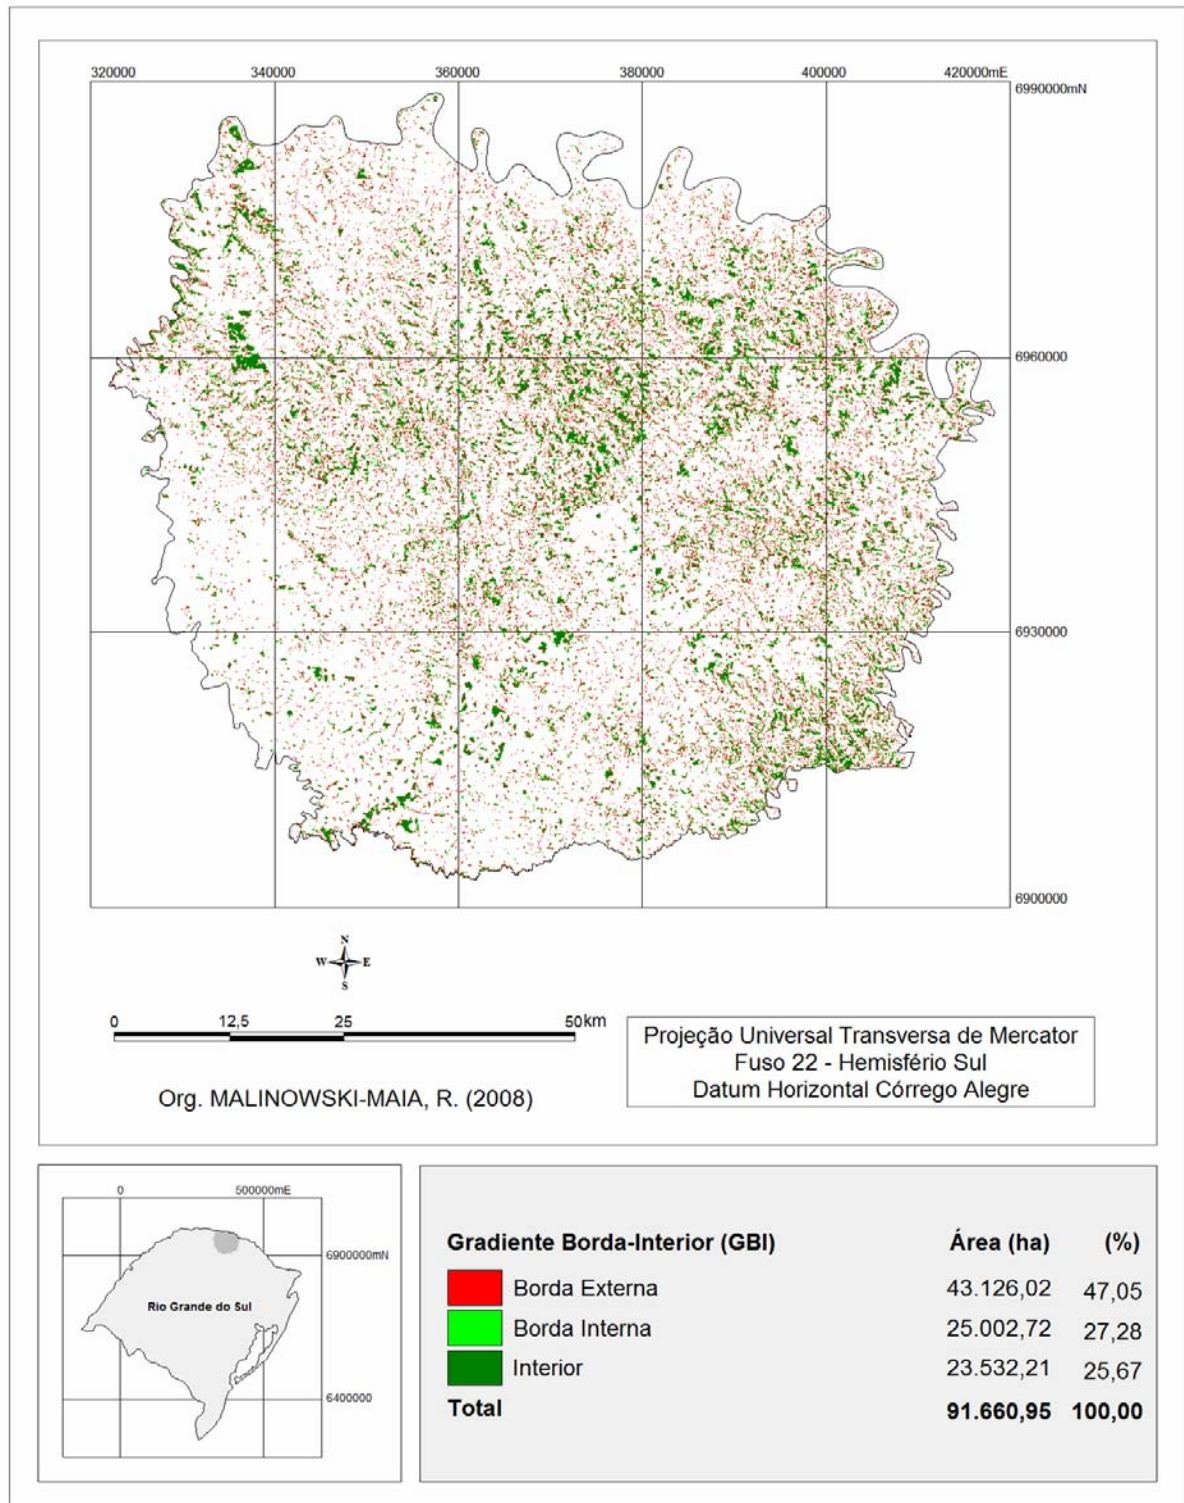 320000 340000 360000 380000 400000 420000mE
6990000mN
6960000
6930000
6900000
N
W E
S
0 12,5 25 50km
Projeção Universal Transversa de Mercator
Fuso 22 - Hemisfério Sul
Datum Horizontal Córrego Alegre
Org. MALINOWSKI-MAIA, R. (2008)
0 500000mE
6900000mN
Rio Grande do Sul
6400000
Gradiente Borda-Interior (GBI) Área (ha) (%)
Borda Externa 43.126,02 47,05
Borda Interna 25.002,72 27,28
Interior 23.532,21 25,67
Total 91.660,95 100,00